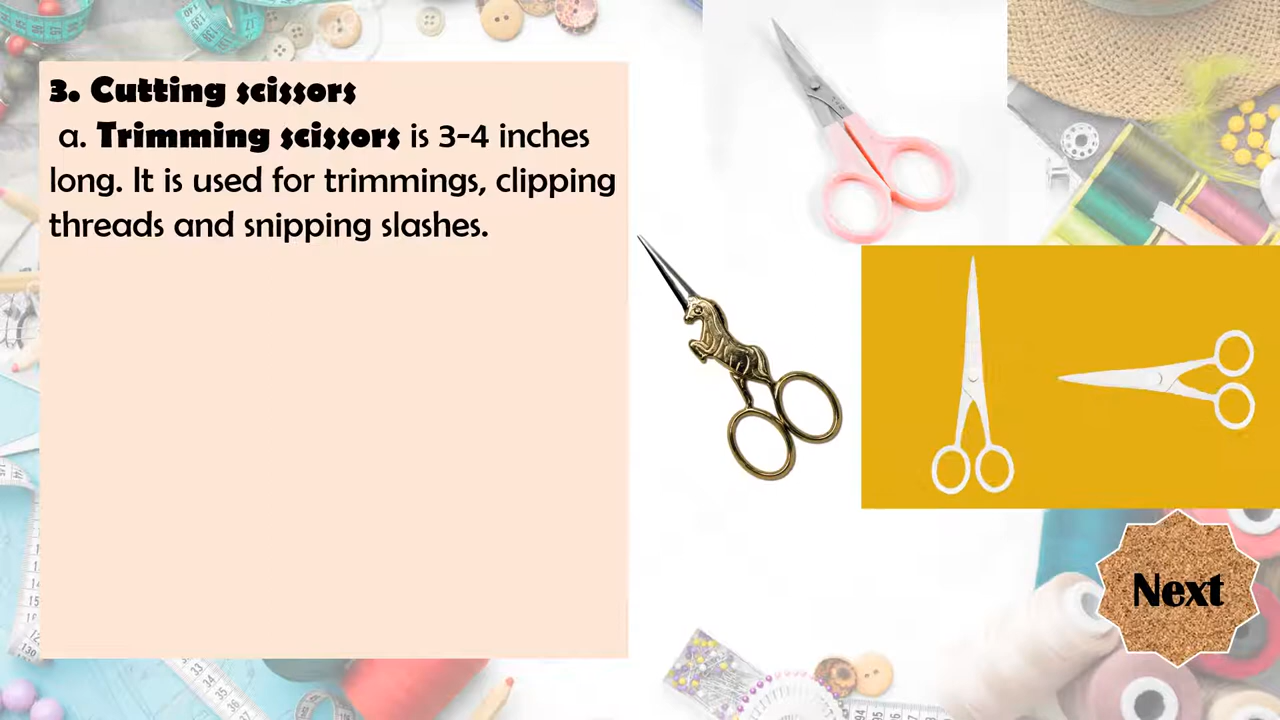 3. Cutting scissors
a. Trimming scissors is 3-4 inches
long. It is used for trimmings, clipping
threads and snipping slashes.
Next